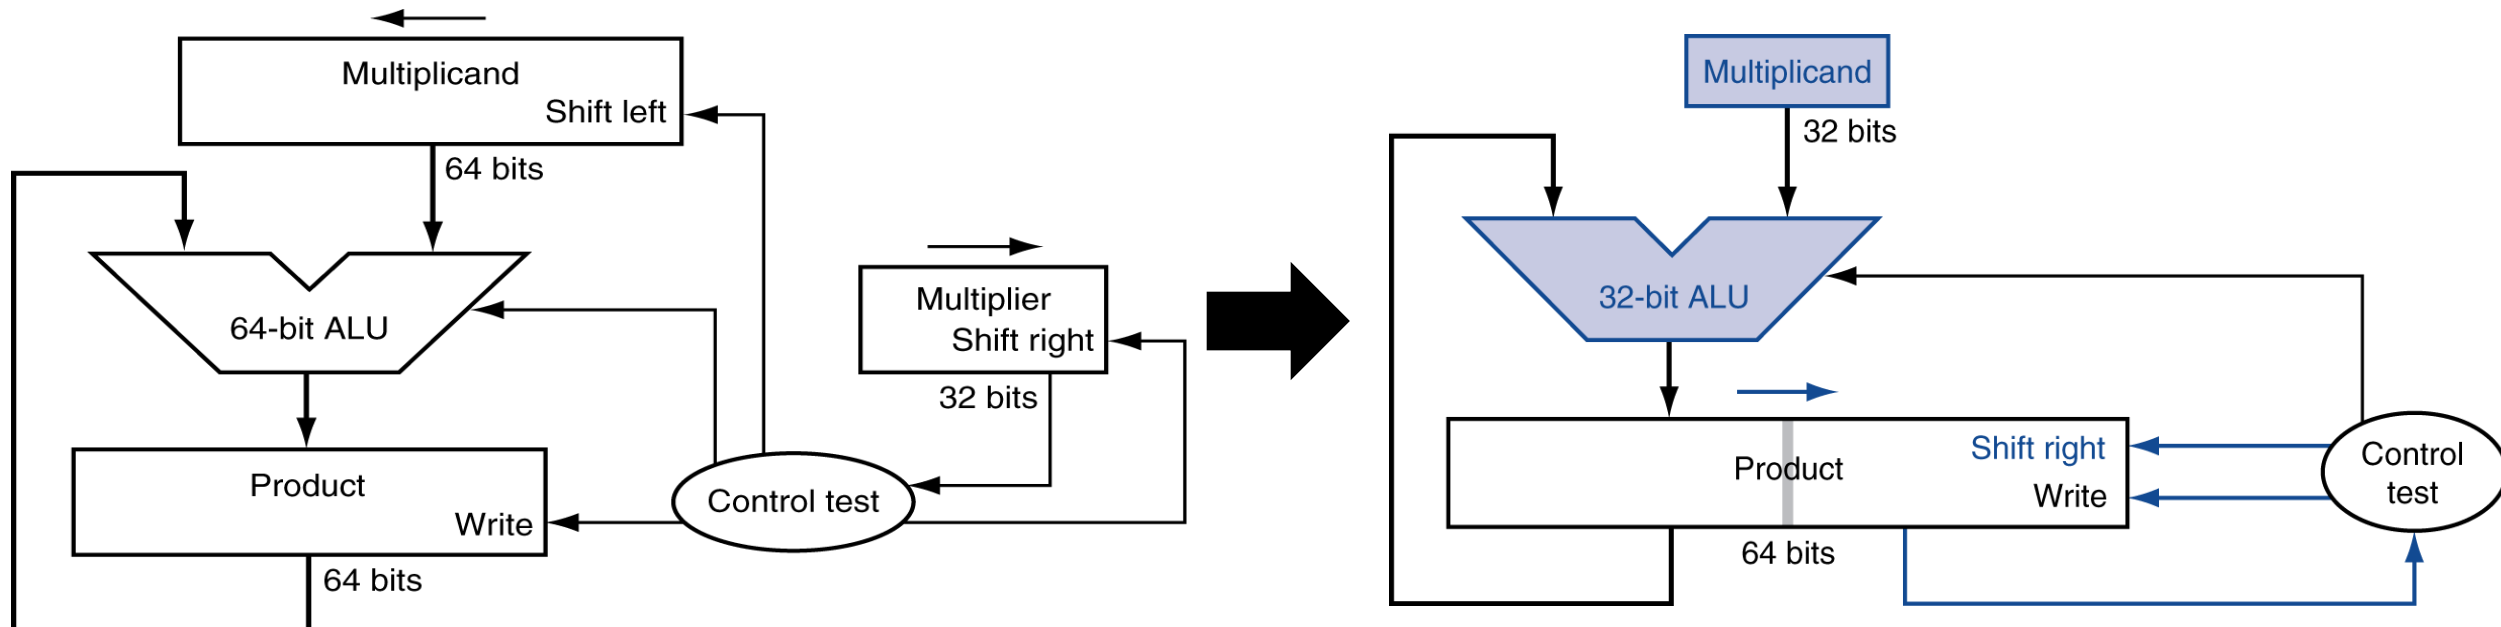 Multiplicand
Shift left
64 bits
64-bit ALU
Multiplier
Shift right
32 bits
Product
Write
64 bits
Control test
Multiplicand
32 bits
32-bit ALU
Product
Shift right
Write
64 bits
Control
test